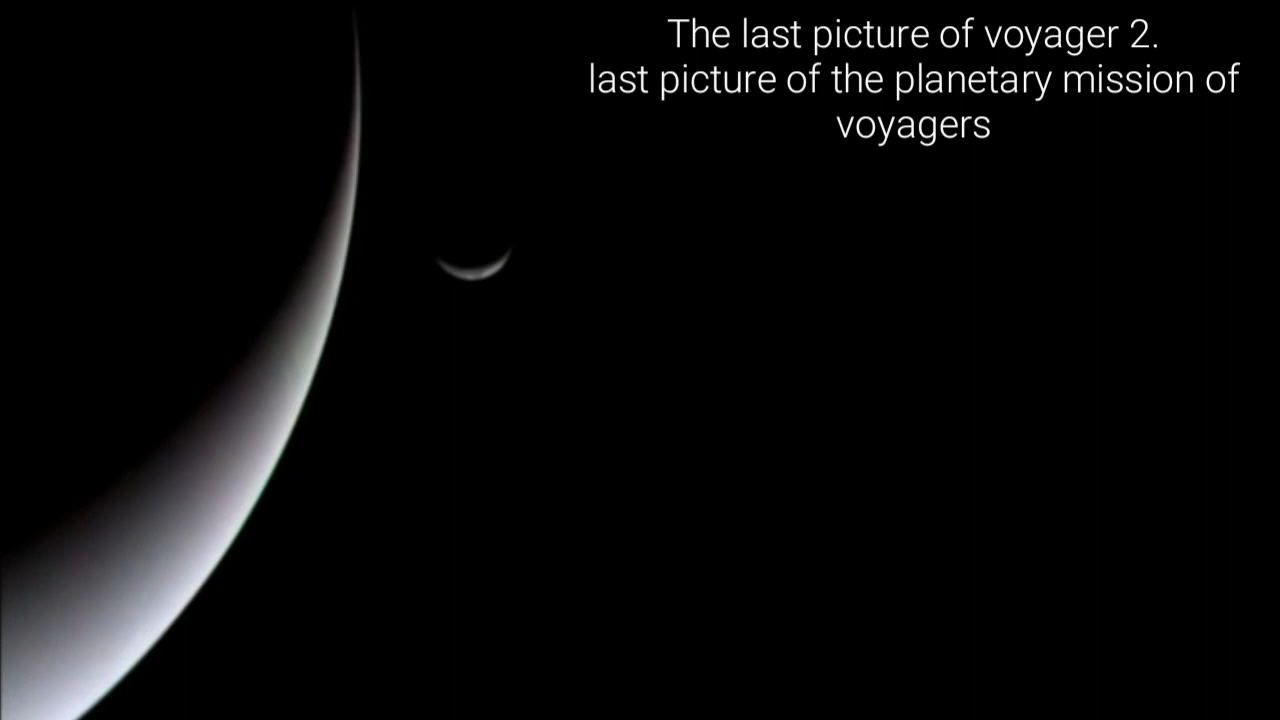 The last picture of voyager 2.
last picture of the planetary mission of
voyagers